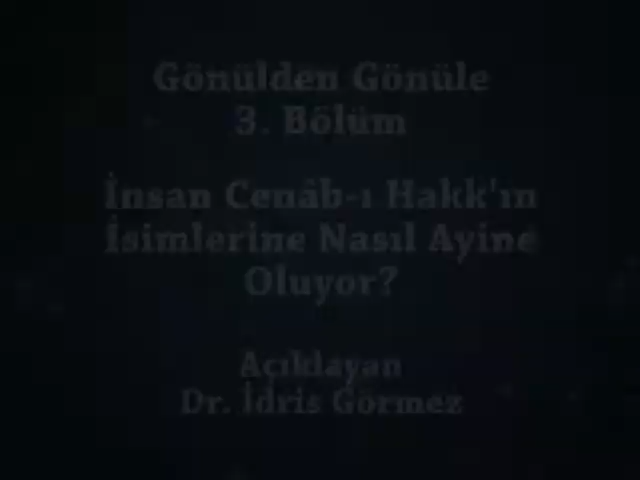 Gönülden Gönüle
3. Bölüm
İnsan Cenâb-ı Hakk'ın
İsimlerine Nasıl Ayine
Oluyor?
Açıklayan
Dr. İdris Görmez